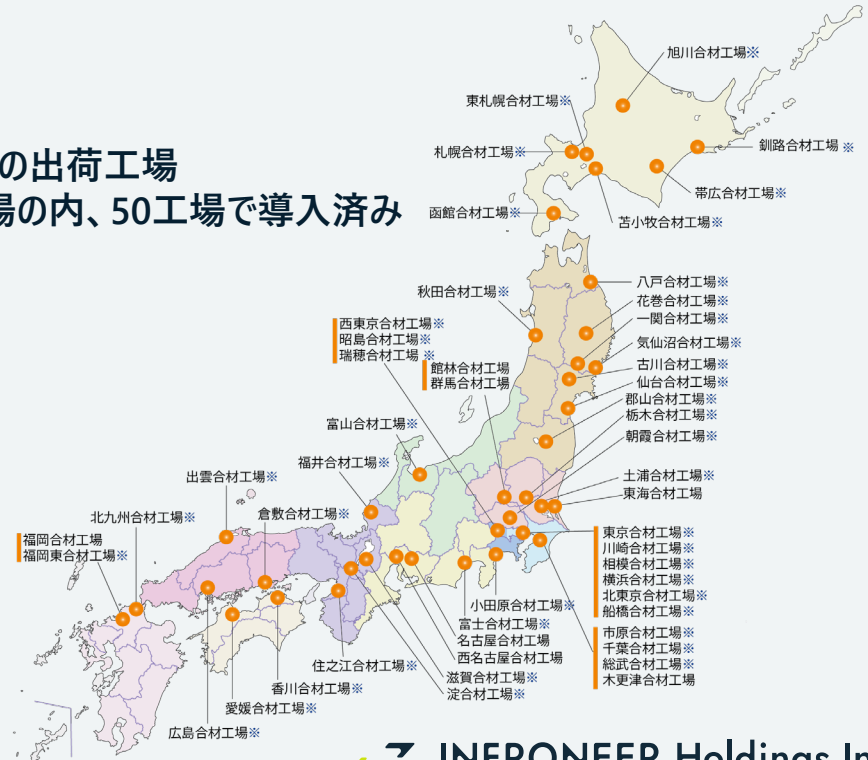 の出荷工場
場の内、50工場で導入済み
旭川合材工場※
東札幌合材工場※
札幌合材工場※
釧路合材工場 ※
帯広合材工場※
函館合材工場※
苫小牧合材工場※
八戸合材工場※
秋田合材工場※
花巻合材工場※
一関合材工場※
西東京合材工場※
昭島合材工場※
瑞穂合材工場 ※
気仙沼合材工場※
館林合材工場
群馬合材工場
古川合材工場※
仙台合材工場※
郡山合材工場※
栃木合材工場※
朝霞合材工場※
富山合材工場※
福井合材工場※
土浦合材工場※
東海合材工場
出雲合材工場※
倉敷合材工場※
北九州合材工場※
福岡合材工場
福岡東合材工場※
東京合材工場※
川崎合材工場※
相模合材工場※
横浜合材工場※
北東京合材工場※
船橋合材工場※
小田原合材工場※
富士合材工場※
名古屋合材工場
西名古屋合材工場
市原合材工場※
千葉合材工場※
総武合材工場※
木更津合材工場
住之江合材工場※
滋賀合材工場※
淀合材工場※
香川合材工場※
愛媛合材工場※
広島合材工場※
INFRONEER Holdings In